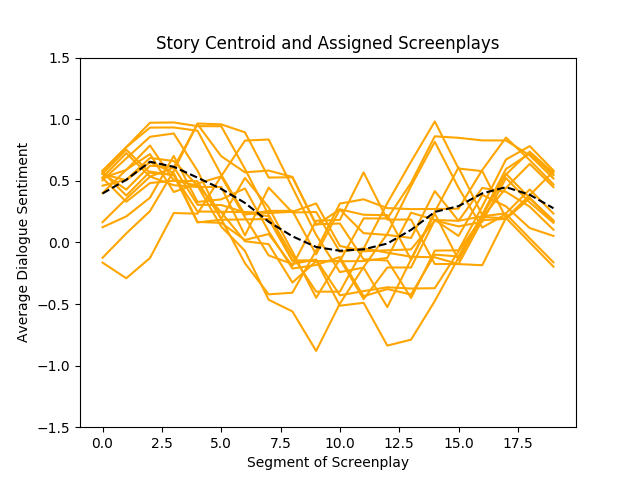 Story Centroid and Assigned Screenplays
Average Dialogue Sentiment
1.5
1.0
0.5
0.0
−0.5
−1.0
−1.5
0.0 2.5 5.0 7.5 10.0 12.5 15.0 17.5
Segment of Screenplay